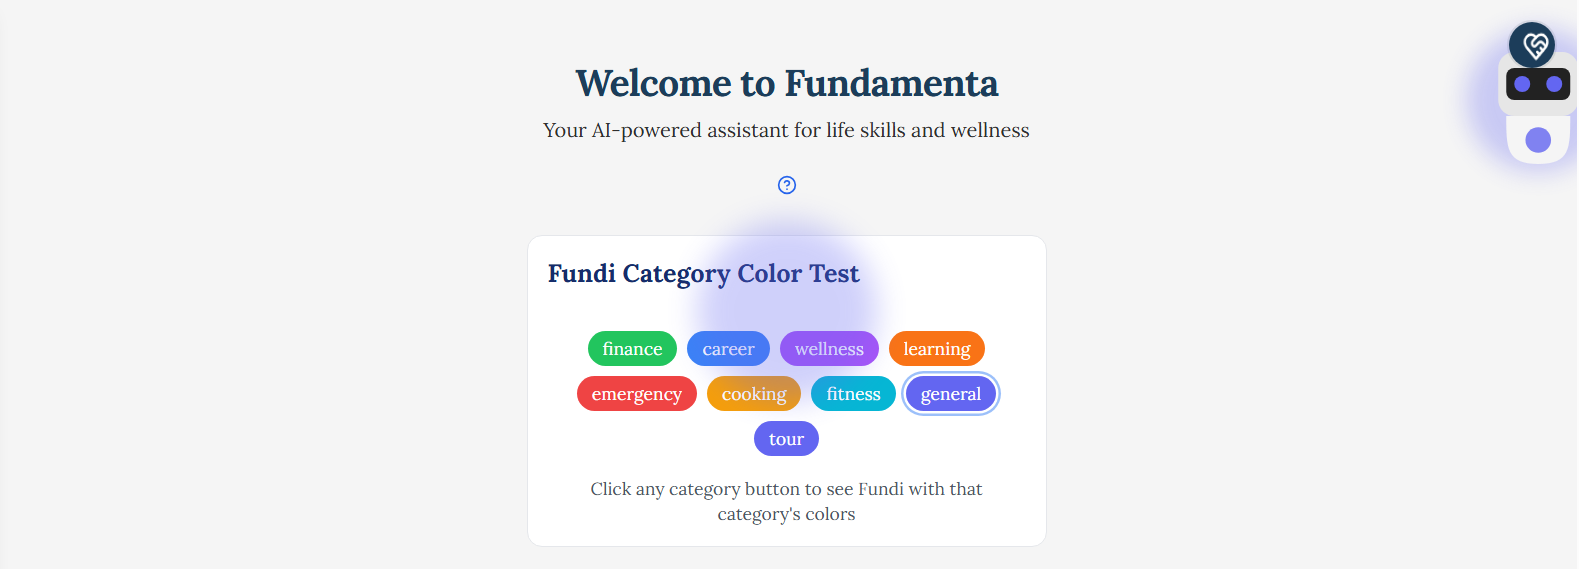 Welcome to Fundamenta
Your AI-powered assistant for life skills and wellness
Fundi Category Color Test
finance career wellness learning
emergency cooking fitness general
tour
Click any category button to see Fundi with that
category's colors